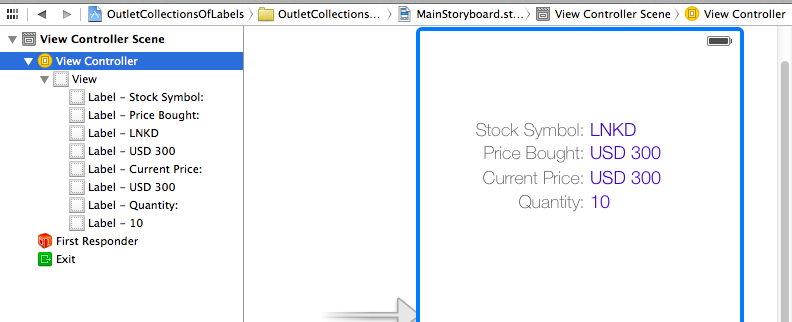 OutletCollectionsOfLabels OutletCollections... MainStoryboard.st... View Controller Scene View Controller
View Controller Scene
View Controller
View
Label – Stock Symbol:
Label – Price Bought:
Label – LNKD
Label – USD 300
Label – Current Price:
Label – USD 300
Label – Quantity:
Label – 10
First Responder
Exit
Stock Symbol: LNKD
Price Bought: USD 300
Current Price: USD 300
Quantity: 10